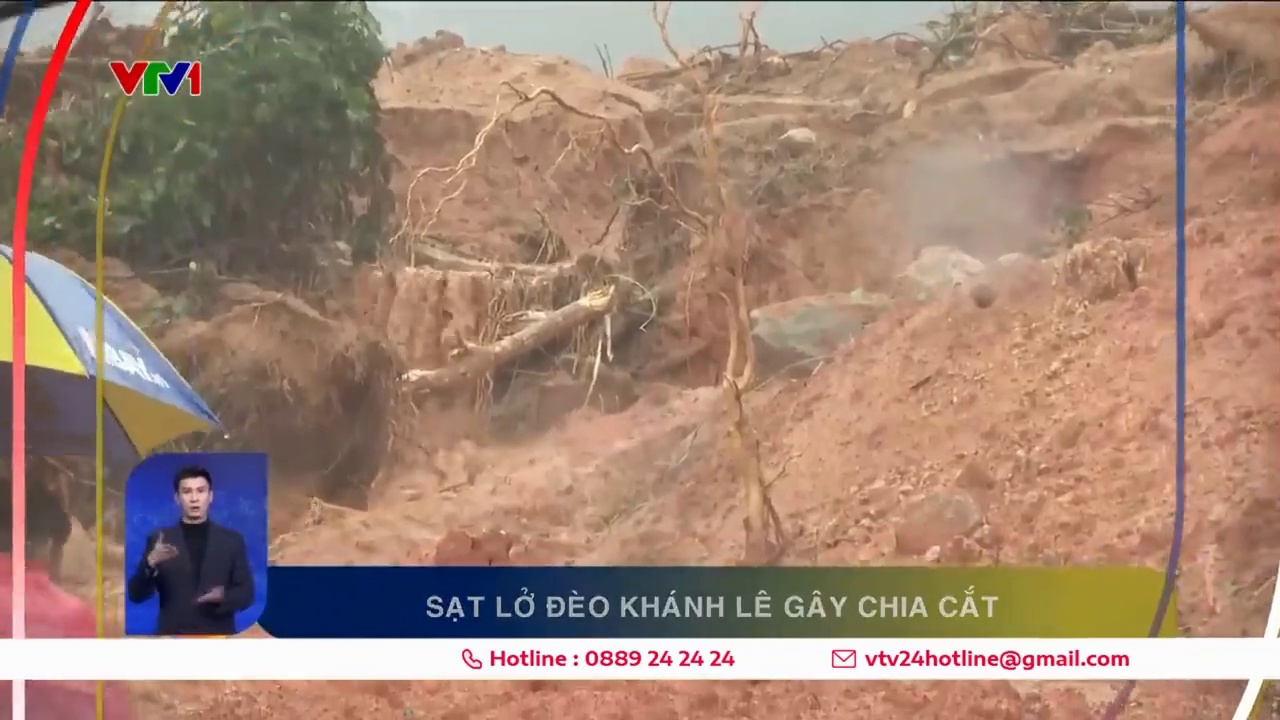 VTV1
SẠT LỞ ĐÈO KHÁNH LÊ GÂY CHIA CẮT
Hotline : 0889 24 24 24
vtv24hotline@gmail.com